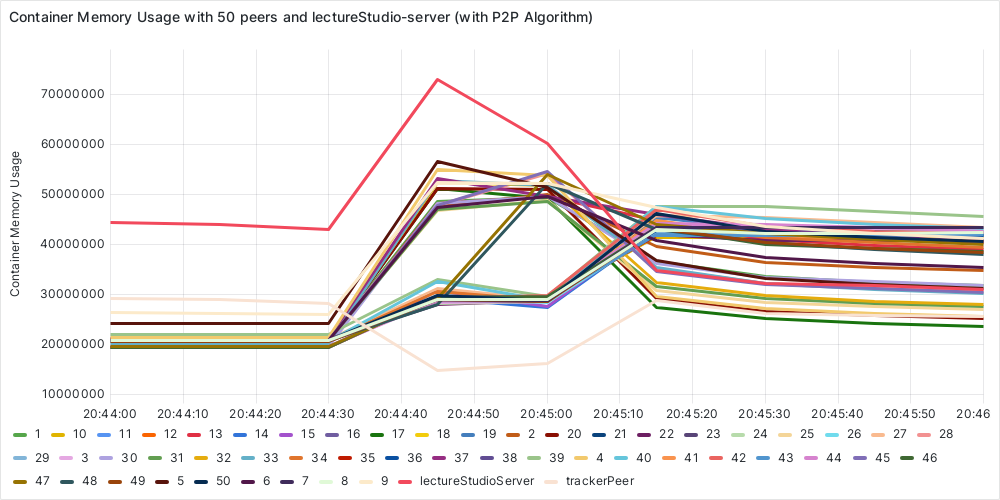 Container Memory Usage with 50 peers and lectureStudio-server (with P2P Algorithm)
Container Memory Usage
70000000
60000000
50000000
40000000
30000000
20000000
10000000
20:44:00 20:44:10 20:44:20 20:44:30 20:44:40 20:44:50 20:45:00 20:45:10 20:45:20 20:45:30 20:45:40 20:45:50 20:46
1 10 11 12 13 14 15 16 17 18 19 2 20 21 22 23 24 25 26 27 28
29 3 30 31 32 33 34 35 36 37 38 39 4 40 41 42 43 44 45 46
47 48 49 5 50 6 7 8 9 lectureStudioServer trackerPeer